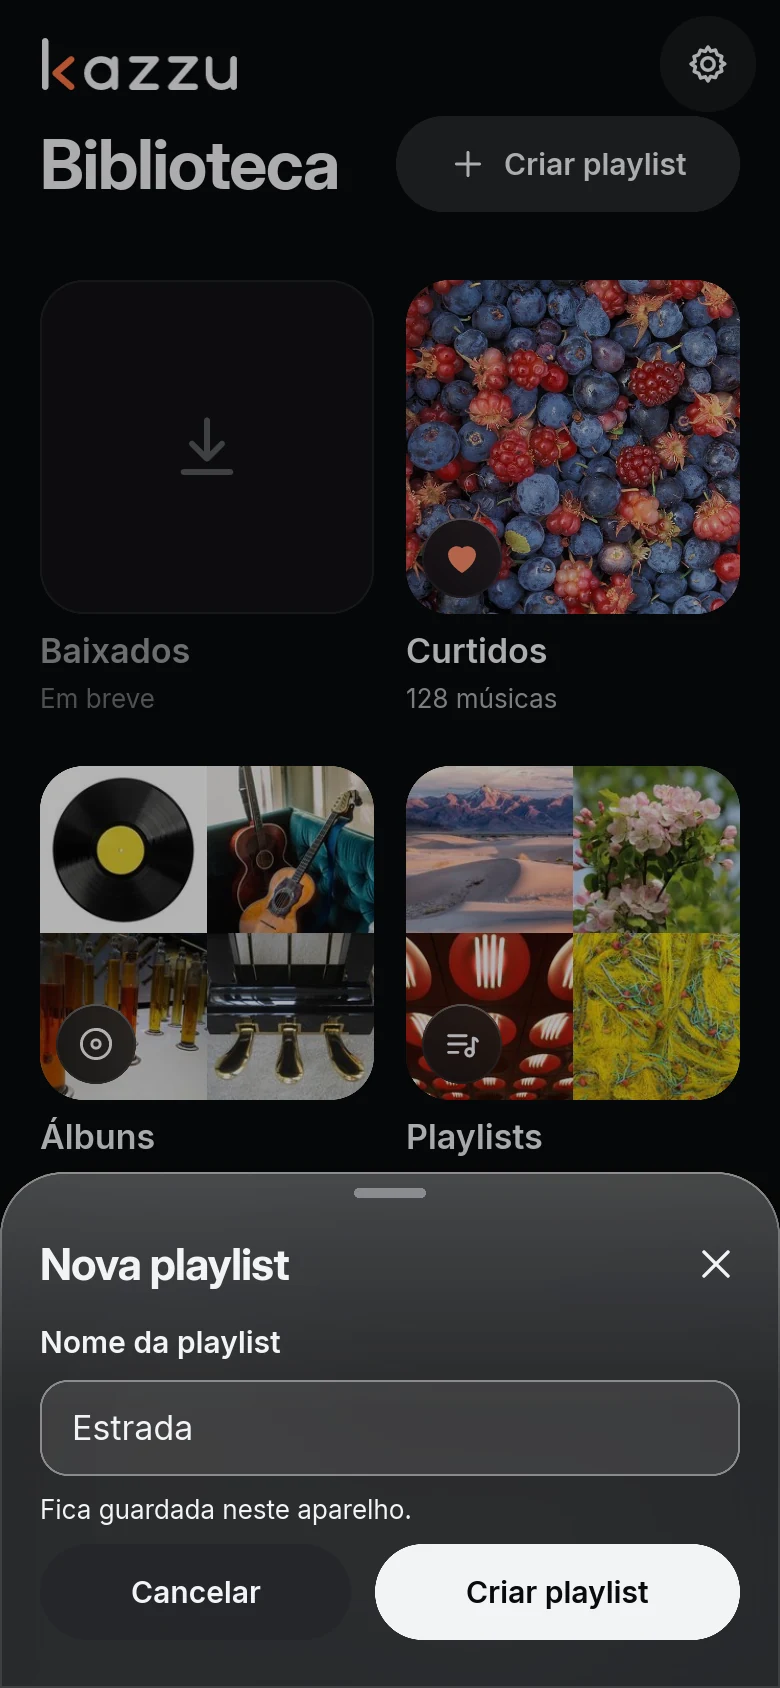 kazzu
Biblioteca
Criar playlist
Baixados
Em breve
Curtidos
128 músicas
Álbuns
Playlists
Nova playlist
Nome da playlist
Estrada
Fica guardada neste aparelho.
Cancelar
Criar playlist